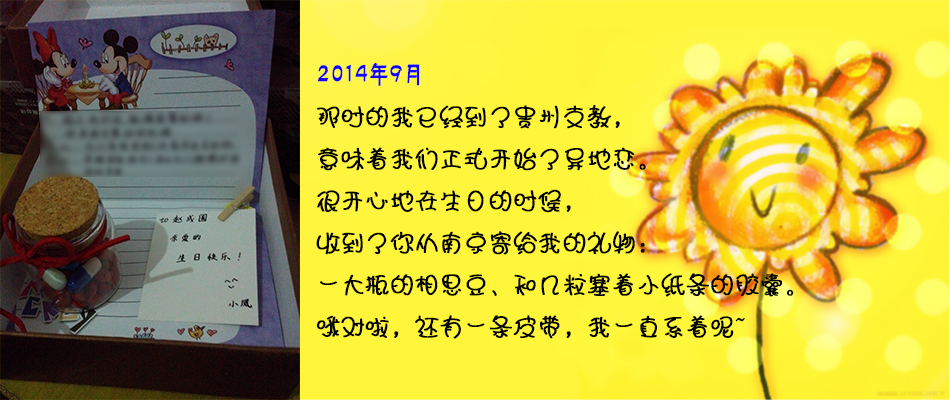 如赵成国
亲爱的
生日快乐！
小凤
2014年9月
那时的我已经到了贵州支教，
意味着我们正式开始了异地恋。
很开心地在生日的时候，
收到了你从南京寄给我的礼物：
一大瓶的相思豆、和几粒塞着小纸条的胶囊。
哦对啦，还有一条皮带，我一直系着呢~